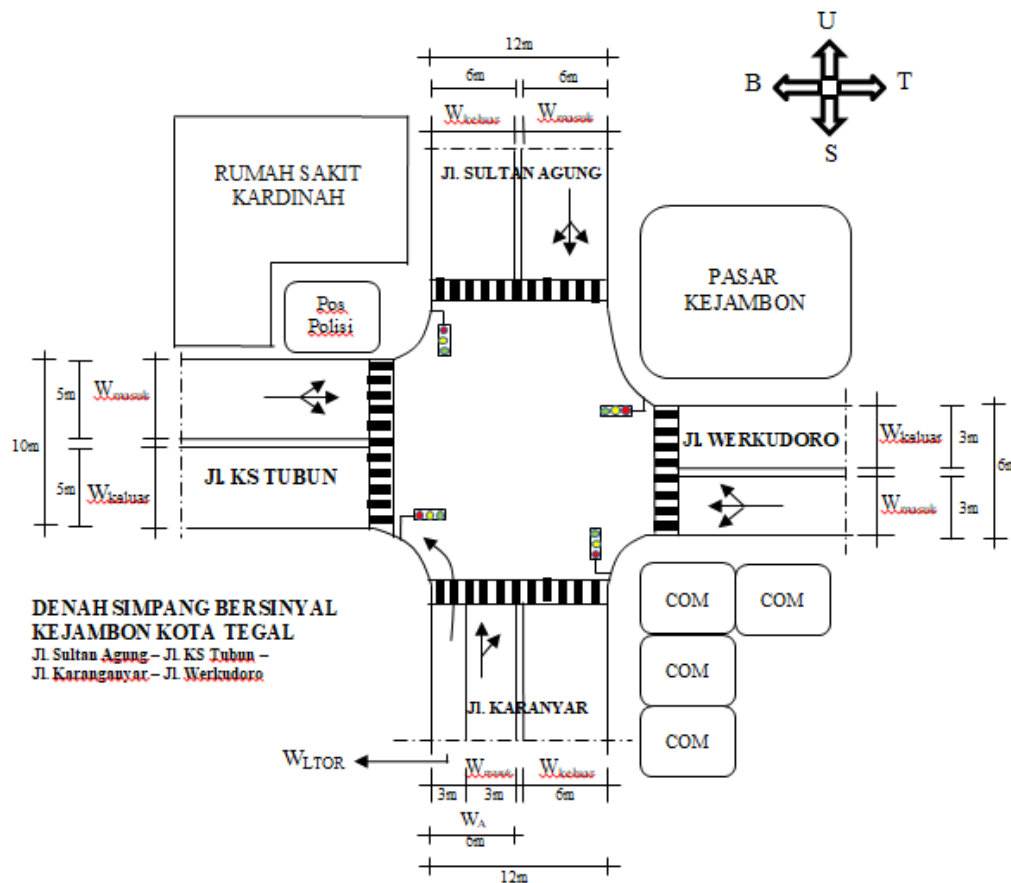 12m
U
6m
6m
B
T
Wkeluar
Wmasuk
S
RUMAH SAKIT
KARDINAH
Jl. SULTAN AGUNG
PASAR
KEJAMBON
Pos
Polisi
5m
Wmasuk
10m
Jl. WERKUDORO
Wkeluar
3m
6m
5m
Wkeluar
Jl. KS TUBUN
Wmasuk
3m
DENAH SIMPANG BERSINYAL
KEJAMBON KOTA TEGAL
Jl. Sultan Agung – Jl. KS Tubun –
Jl. Karanganyar – Jl. Werkudoro
COM
COM
COM
COM
Jl. KARANYAR
WLTOR
Wmasuk
Wkeluar
3m
3m
6m
WA
6m
12m